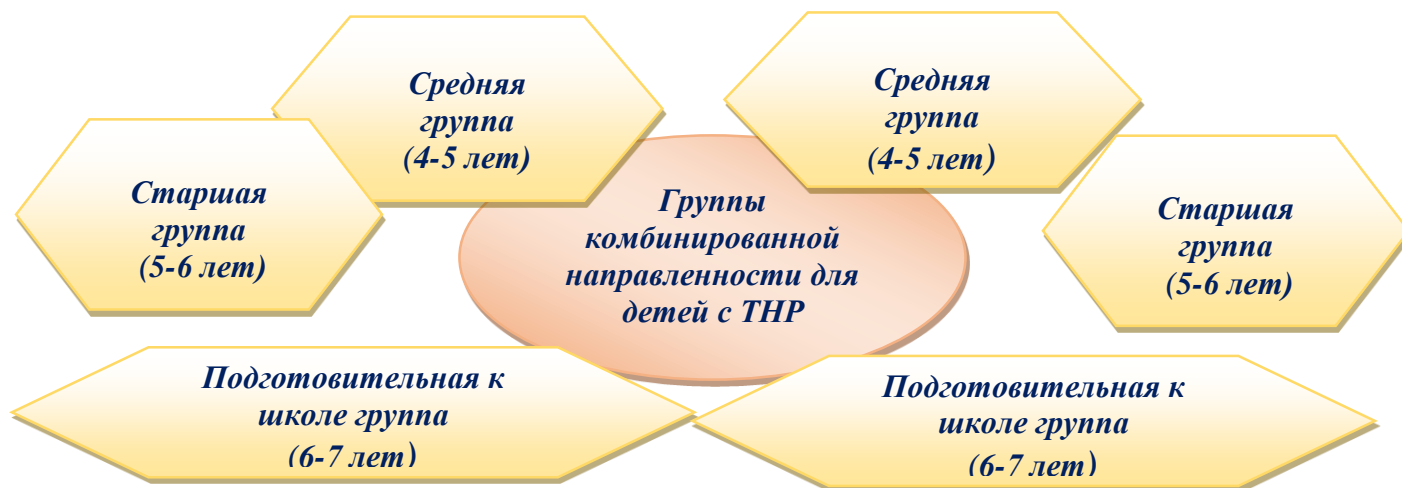 Средняя
группа
(4-5 лет)
Средняя
группа
(4-5 лет)
Старшая
группа
(5-6 лет)
Группы
комбинированной
направленности для
детей с ТНР
Старшая
группа
(5-6 лет)
Подготовительная к
школе группа
(6-7 лет)
Подготовительная к
школе группа
(6-7 лет)